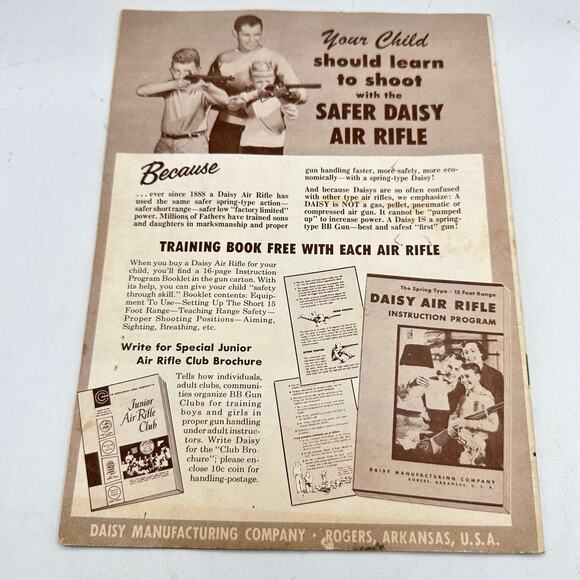 Your Child
should learn
to shoot
with the
SAFER DAISY
AIR RIFLE
Because
. . . ever since 1888 a Daisy Air Rifle has
used the same safer spring-type action—
safer short range—safer low "factory limited"
power. Millions of Fathers have trained sons
and daughters in marksmanship and proper
gun handling faster, more safely, more eco-
nomically—with a spring-type Daisy!
And because Daisys are so often confused
with other type air rifles, we emphasize: A
DAISY is NOT a gas, pellet, pneumatic or
compressed air gun. It cannot be "pumped
up" to increase power. A Daisy IS a spring-
type BB Gun—best and safest "first" gun!
TRAINING BOOK FREE WITH EACH AIR RIFLE
When you buy a Daisy Air Rifle for your
child, you'll find a 16-page Instruction
Program Booklet in the gun carton. With
its help, you can give your child "safety
through skill." Booklet contents: Equip-
ment To Use—Setting Up The Short 15
Foot Range—Teaching Range Safety—
Proper Shooting Positions—Aiming,
Sighting, Breathing, etc.
Write for Special Junior
Air Rifle Club Brochure
Tells how individuals,
adult clubs, communi-
ties organize BB Gun
Clubs for training
boys and girls in
proper gun handling
under adult instruc-
tors. Write Daisy
for the "Club Bro-
chure"; please en-
close 10c coin for
handling-postage.
Junior
Air Rifle
Club
The Spring Type - 15 Foot Range
DAISY AIR RIFLE
INSTRUCTION PROGRAM
DAISY MANUFACTURING COMPANY
ROGERS, ARKANSAS, U. S. A.
DAISY MANUFACTURING COMPANY · ROGERS, ARKANSAS, U.S.A.